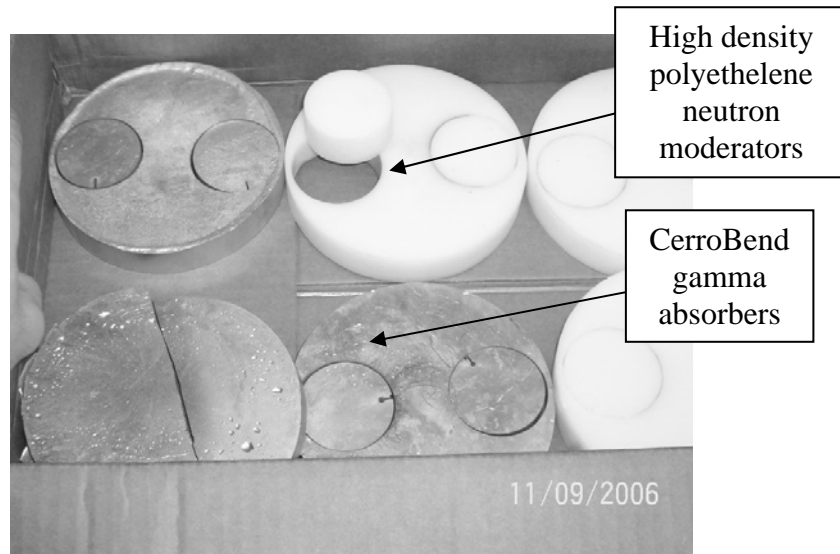 High density
polyethelene
neutron
moderators
CerroBend
gamma
absorbers
11/09/2006